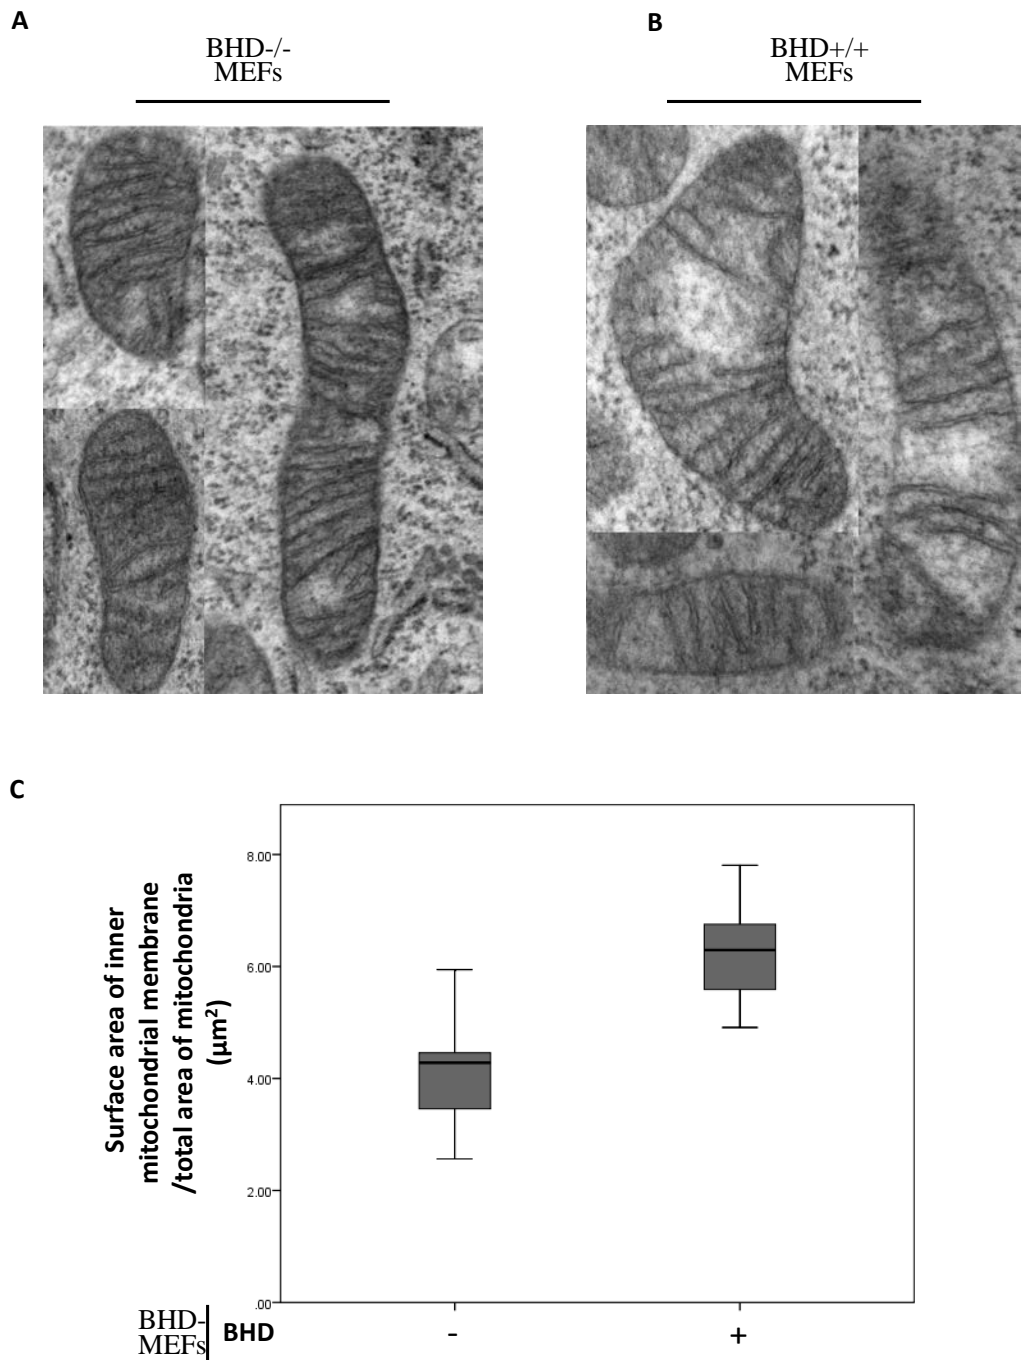 A
B
BHD-/-
MEFs
BHD+/+
MEFs
C
Surface area of inner
mitochondrial membrane
/total area of mitochondria
(µm²)
8.00
6.00
4.00
2.00
.00
BHD-
MEFs
BHD
-
+